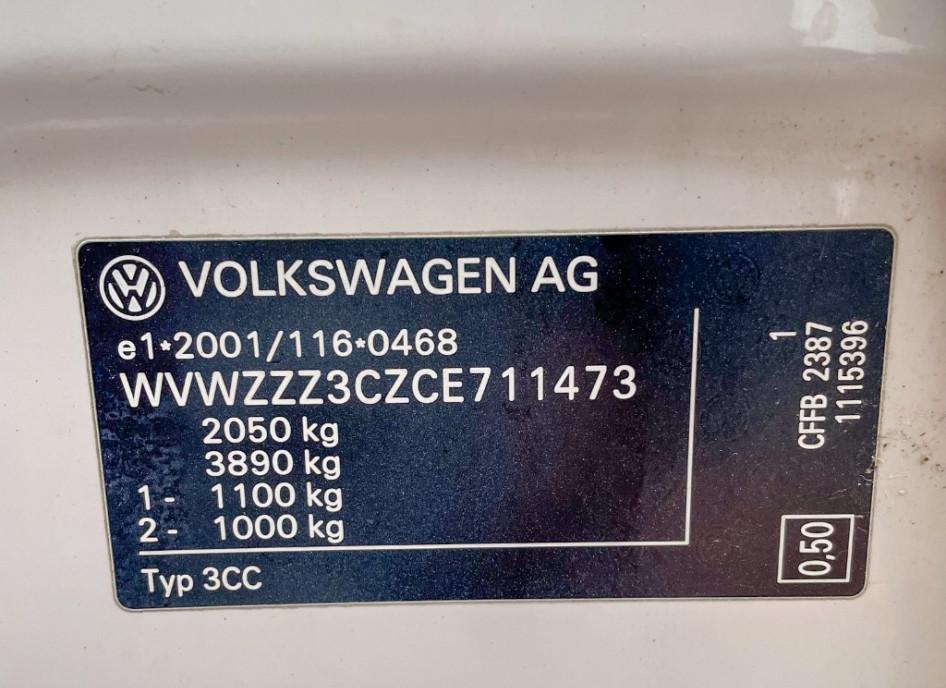 VOLKSWAGEN AG
e1*2001/116*0468
WVWZZZ3CZCE711473
2050 kg
3890 kg
1 - 1100 kg
2 - 1000 kg
Typ 3CC
1
CFFB 2387
1115396
0,50